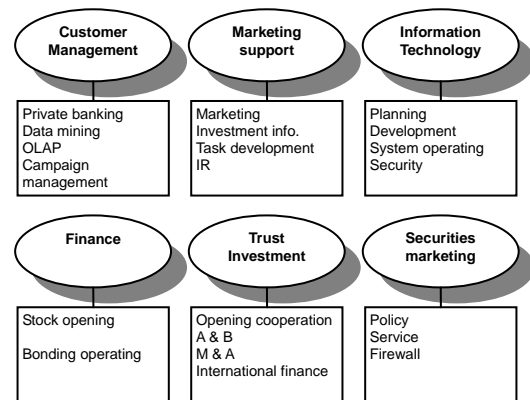 Customer
Management
Marketing
support
Information
Technology
Private banking
Data mining
OLAP
Campaign
management
Marketing
Investment info.
Task development
IR
Planning
Development
System operating
Security
Finance
Trust
Investment
Securities
marketing
Stock opening
Bonding operating
Opening cooperation
A & B
M & A
International finance
Policy
Service
Firewall